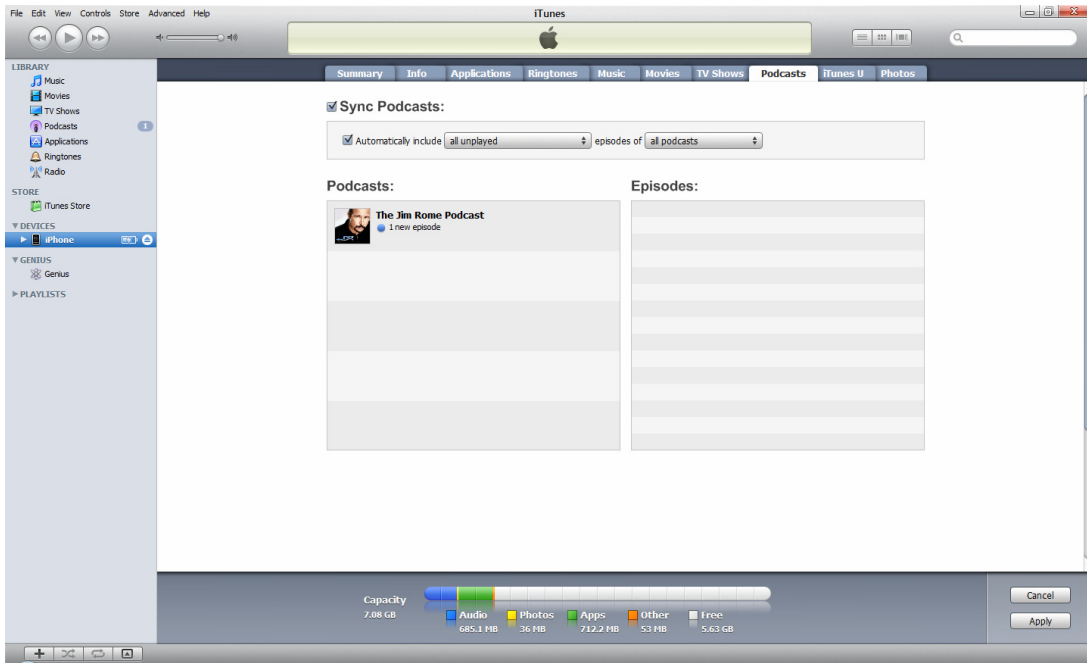 File Edit View Controls Store Advanced Help
iTunes
LIBRARY
Music
Movies
TV Shows
Podcasts 1
Applications
Ringtones
Radio
STORE
iTunes Store
DEVICES
iPhone
GENIUS
Genius
PLAYLISTS
Summary Info Applications Ringtones Music Movies TV Shows Podcasts iTunes U Photos
Sync Podcasts:
Automatically include all unplayed episodes of all podcasts
Podcasts: Episodes:
The Jim Rome Podcast
1 new episode
Capacity
7.08 GB
Audio Photos Apps Other Free
685.1 MB 36 MB 712.2 MB 53 MB 5.63 GB
Cancel
Apply